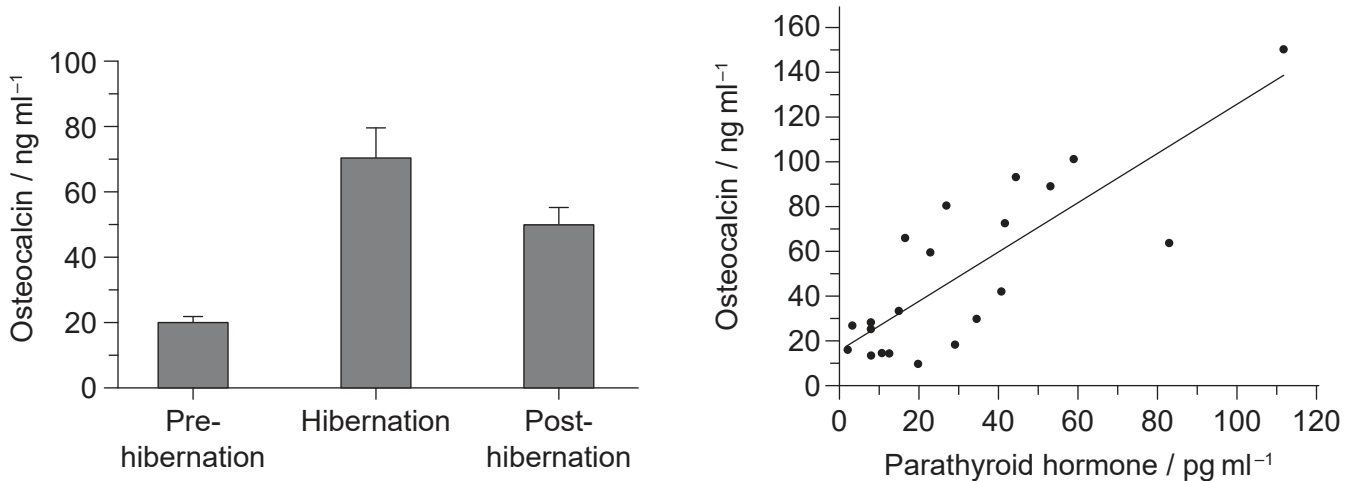 Osteocalcin / ng ml⁻¹
100
80
60
40
20
0
Pre-
hibernation
Hibernation
Post-
hibernation
Osteocalcin / ng ml⁻¹
160
140
120
100
80
60
40
20
0
0 20 40 60 80 100 120
Parathyroid hormone / pg ml⁻¹